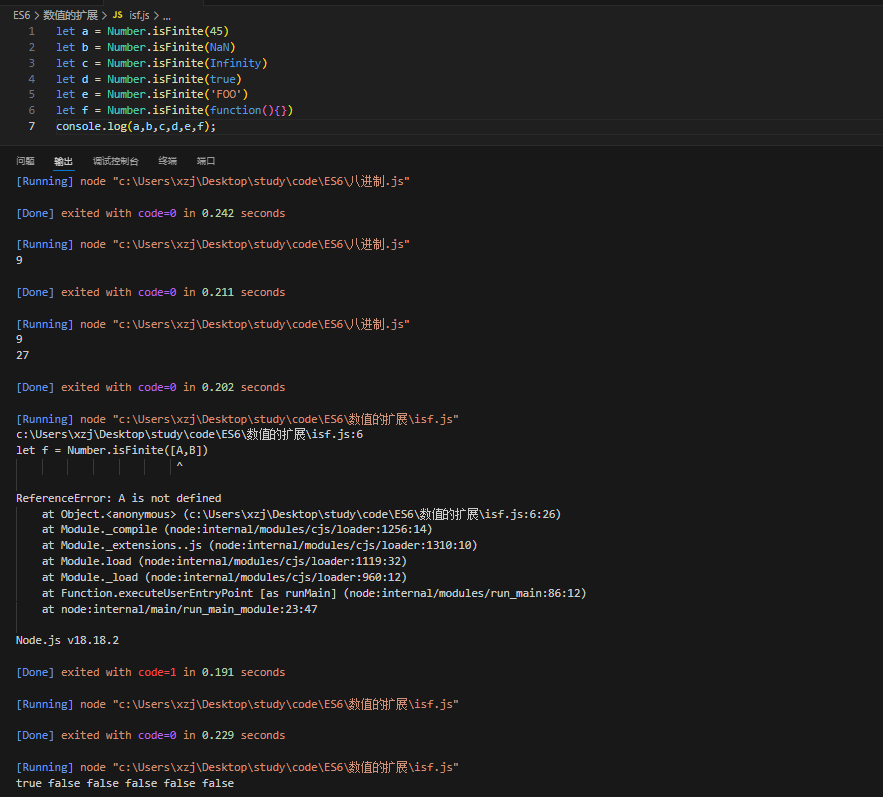 ES6 > 数值的扩展 > JS isf.js > ...
1 let a = Number.isFinite(45)
2 let b = Number.isFinite(NaN)
3 let c = Number.isFinite(Infinity)
4 let d = Number.isFinite(true)
5 let e = Number.isFinite('FOO')
6 let f = Number.isFinite(function(){})
7 console.log(a,b,c,d,e,f);
问题 输出 调试控制台 终端 端口
[Running] node "c:\Users\xzj\Desktop\study\code\ES6\八进制.js"
[Done] exited with code=0 in 0.242 seconds
[Running] node "c:\Users\xzj\Desktop\study\code\ES6\八进制.js"
9
[Done] exited with code=0 in 0.211 seconds
[Running] node "c:\Users\xzj\Desktop\study\code\ES6\八进制.js"
9
27
[Done] exited with code=0 in 0.202 seconds
[Running] node "c:\Users\xzj\Desktop\study\code\ES6\数值的扩展\isf.js"
c:\Users\xzj\Desktop\study\code\ES6\数值的扩展\isf.js:6
let f = Number.isFinite([A,B])
^
ReferenceError: A is not defined
at Object.<anonymous> (c:\Users\xzj\Desktop\study\code\ES6\数值的扩展\isf.js:6:26)
at Module._compile (node:internal/modules/cjs/loader:1256:14)
at Module._extensions..js (node:internal/modules/cjs/loader:1310:10)
at Module.load (node:internal/modules/cjs/loader:1119:32)
at Module._load (node:internal/modules/cjs/loader:960:12)
at Function.executeUserEntryPoint [as runMain] (node:internal/modules/run_main:86:12)
at node:internal/main/run_main_module:23:47
Node.js v18.18.2
[Done] exited with code=1 in 0.191 seconds
[Running] node "c:\Users\xzj\Desktop\study\code\ES6\数值的扩展\isf.js"
[Done] exited with code=0 in 0.229 seconds
[Running] node "c:\Users\xzj\Desktop\study\code\ES6\数值的扩展\isf.js"
true false false false false false